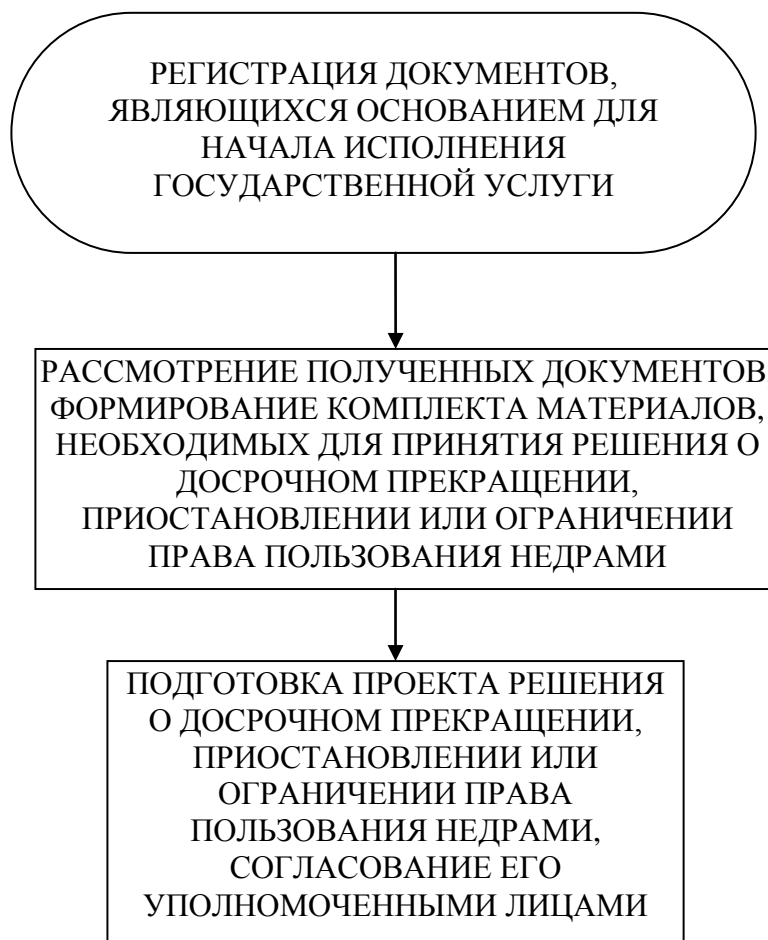 РЕГИСТРАЦИЯ ДОКУМЕНТОВ,
ЯВЛЯЮЩИХСЯ ОСНОВАНИЕМ ДЛЯ
НАЧАЛА ИСПОЛНЕНИЯ
ГОСУДАРСТВЕННОЙ УСЛУГИ
РАССМОТРЕНИЕ ПОЛУЧЕННЫХ ДОКУМЕНТОВ
ФОРМИРОВАНИЕ КОМПЛЕКТА МАТЕРИАЛОВ,
НЕОБХОДИМЫХ ДЛЯ ПРИНЯТИЯ РЕШЕНИЯ О
ДОСРОЧНОМ ПРЕКРАЩЕНИИ,
ПРИОСТАНОВЛЕНИИ ИЛИ ОГРАНИЧЕНИИ
ПРАВА ПОЛЬЗОВАНИЯ НЕДРАМИ
ПОДГОТОВКА ПРОЕКТА РЕШЕНИЯ
О ДОСРОЧНОМ ПРЕКРАЩЕНИИ,
ПРИОСТАНОВЛЕНИИ ИЛИ
ОГРАНИЧЕНИИ ПРАВА
ПОЛЬЗОВАНИЯ НЕДРАМИ,
СОГЛАСОВАНИЕ ЕГО
УПОЛНОМОЧЕННЫМИ ЛИЦАМИ